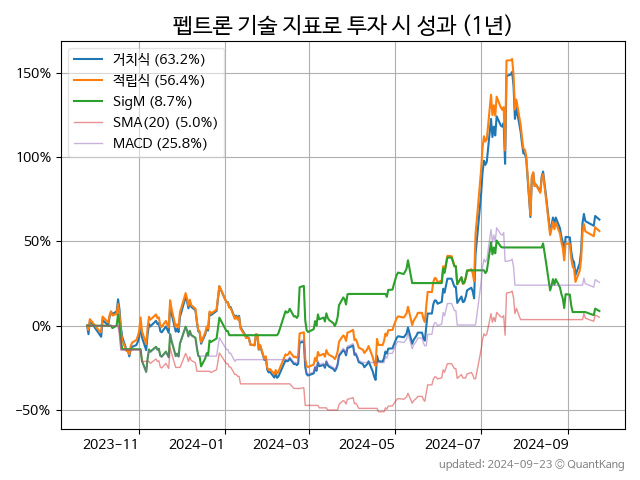 펩트론 기술 지표로 투자 시 성과 (1년)
거치식 (63.2%)
적립식 (56.4%)
SigM (8.7%)
SMA(20) (5.0%)
MACD (25.8%)
150%
100%
50%
0%
−50%
2023-11
2024-01
2024-03
2024-05
2024-07
2024-09
updated: 2024-09-23 © QuantKang